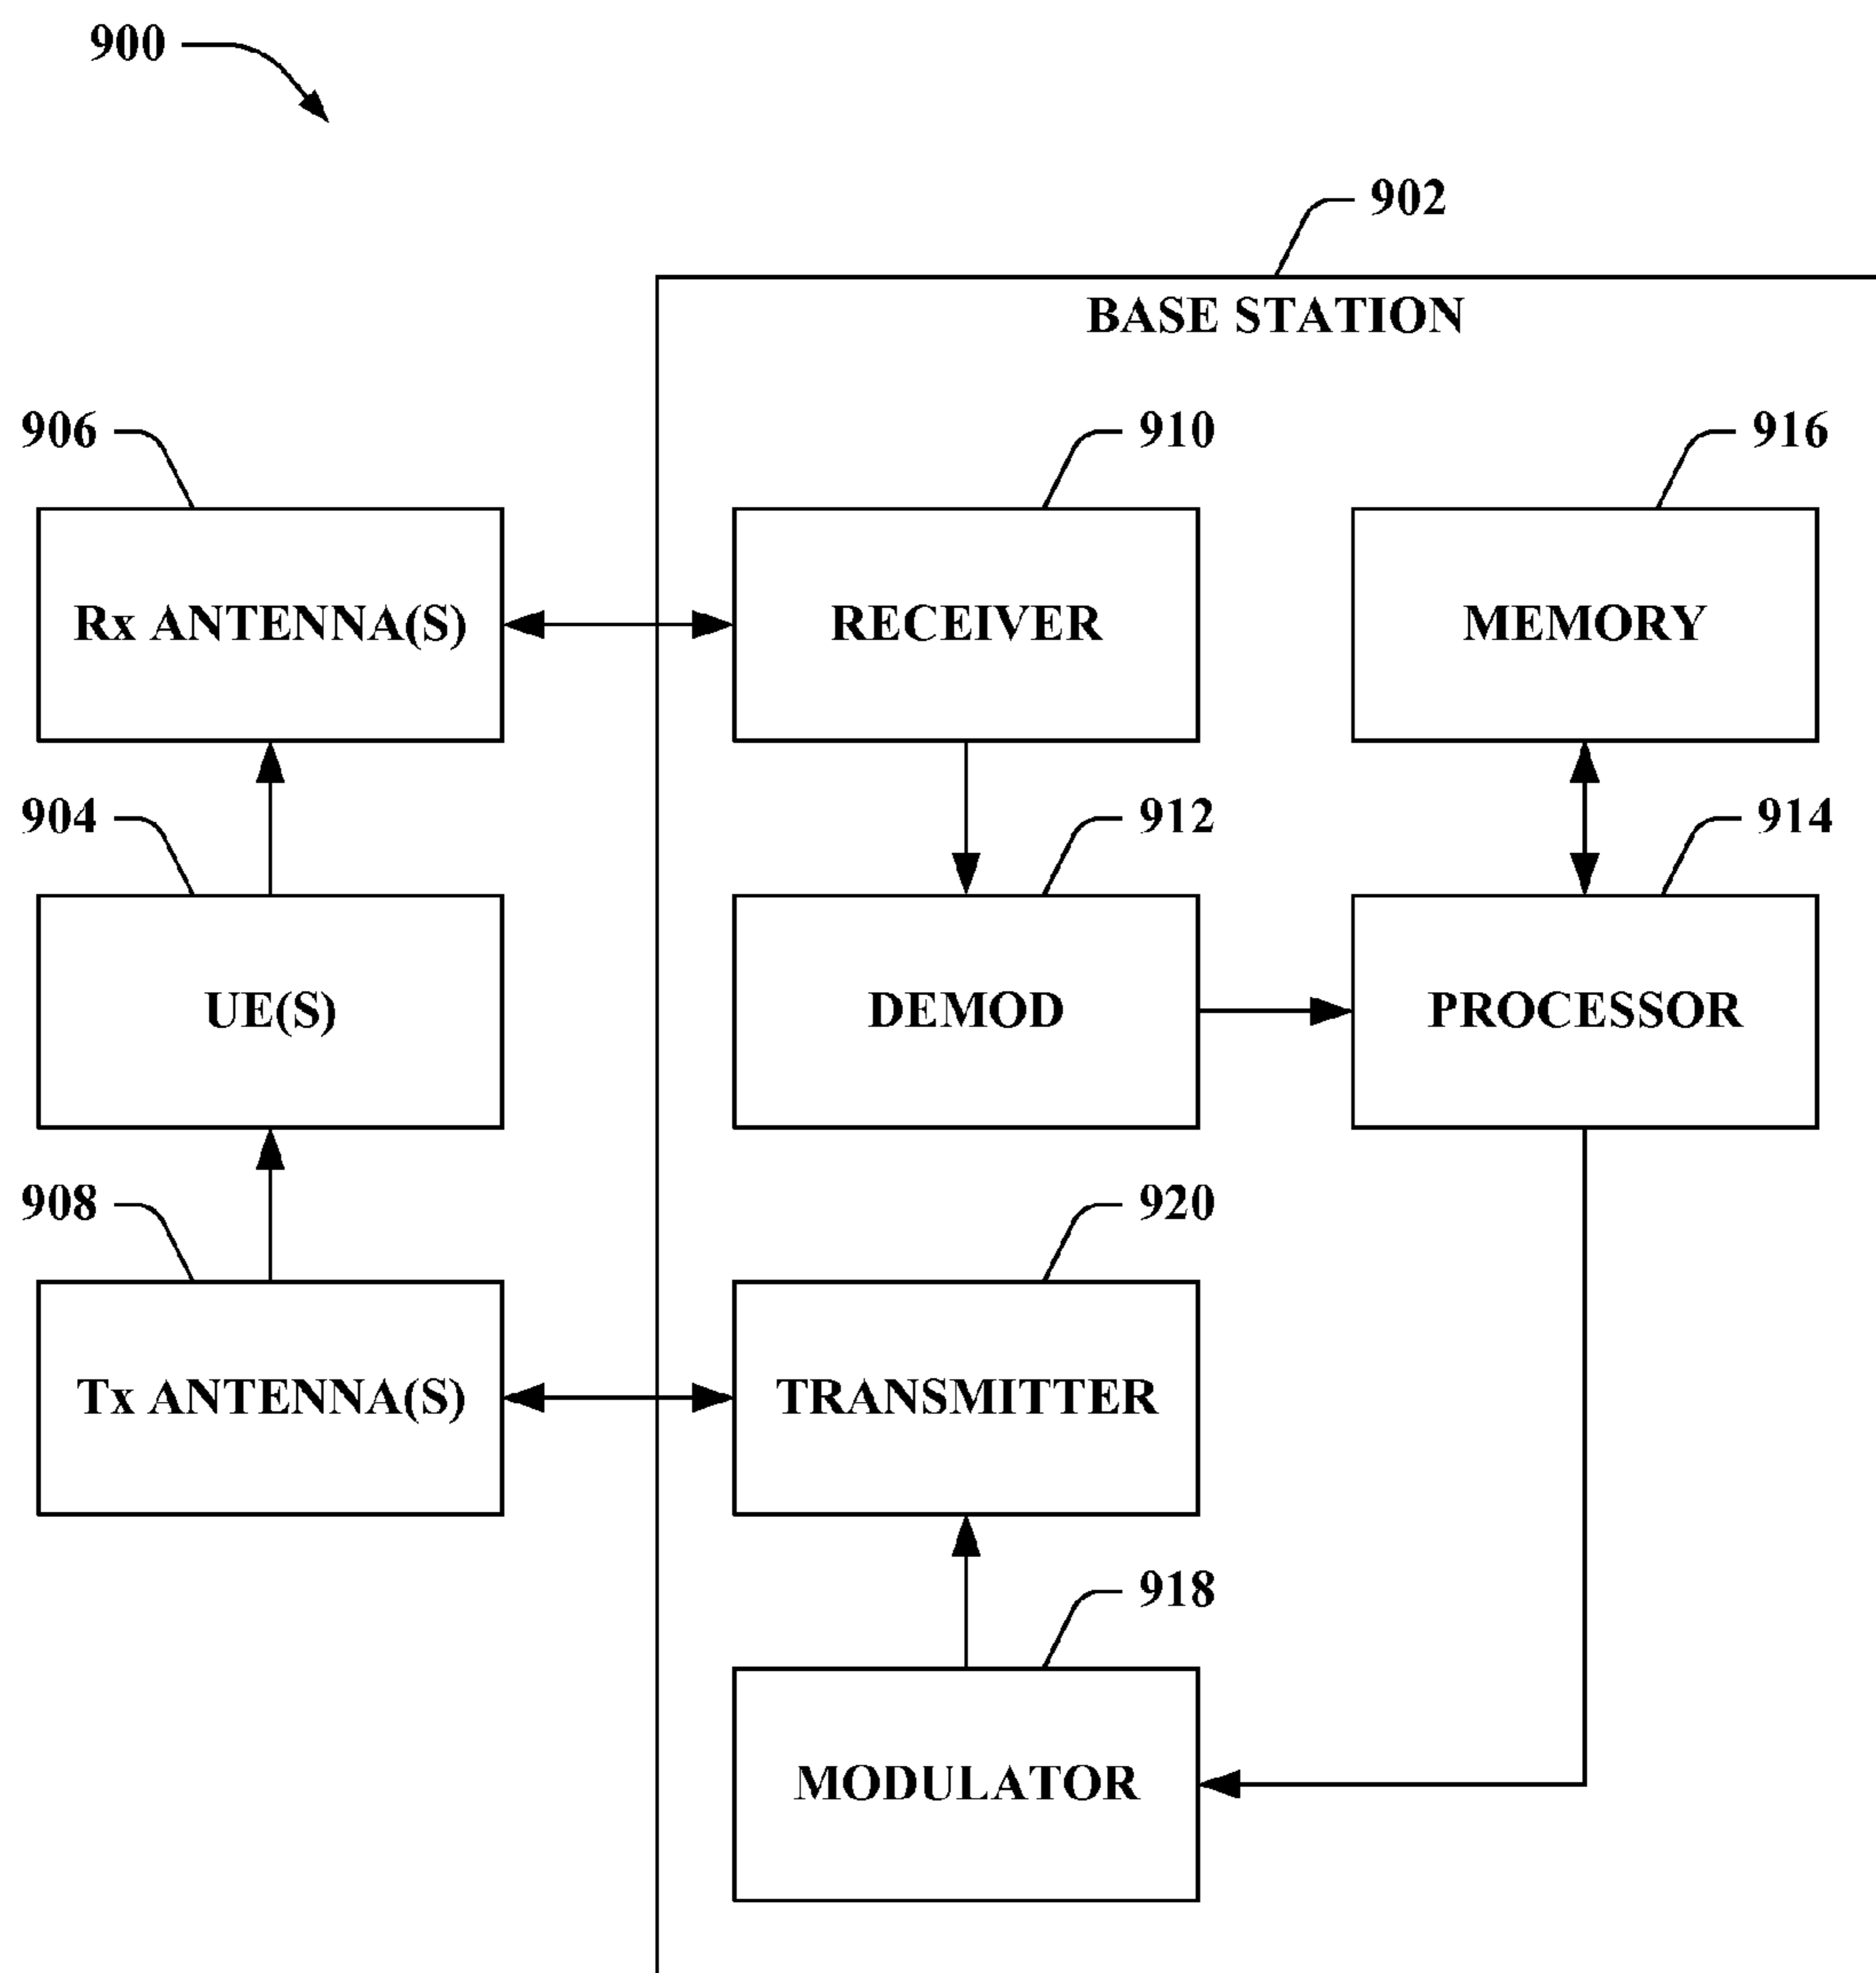 900
902
BASE STATION
906
910
916
Rx ANTENNA(S)
RECEIVER
MEMORY
904
912
914
UE(S)
DEMOD
PROCESSOR
908
920
Tx ANTENNA(S)
TRANSMITTER
918
MODULATOR